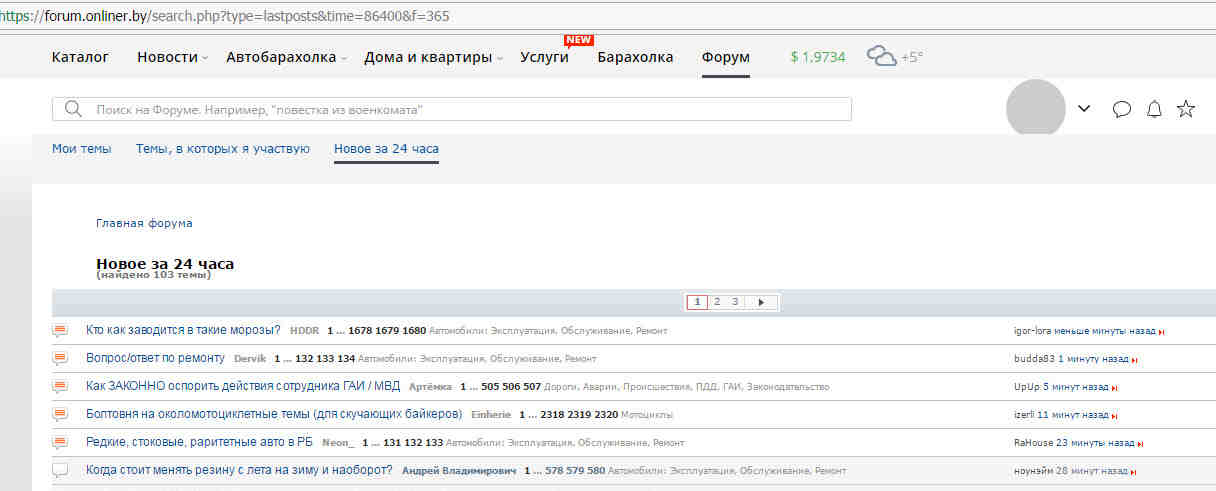 https://forum.onliner.by/search.php?type=lastposts&time=86400&f=365
NEW
Каталог Новости Автобарахолка Дома и квартиры Услуги Барахолка Форум $ 1,9734 +5°
Поиск на Форуме. Например, "повестка из военкомата"
Мои темы Темы, в которых я участвую Новое за 24 часа
Главная форума
Новое за 24 часа
(найдено 103 темы)
1 2 3
Кто как заводится в такие морозы? HDDR 1 ... 1678 1679 1680 Автомобили: Эксплуатация, Обслуживание, Ремонт igor-lora меньше минуты назад
Вопрос/ответ по ремонту Dervik 1 ... 132 133 134 Автомобили: Эксплуатация, Обслуживание, Ремонт budda83 1 минуту назад
Как ЗАКОННО оспорить действия сотрудника ГАИ / МВД Артёмка 1 ... 505 506 507 Дороги, Аварии, Происшествия, ПДД, ГАИ, Законодательство UpUp 5 минут назад
Болтовня на околомотоциклетные темы (для скучающих байкеров) Einherie 1 ... 2318 2319 2320 Мотоциклы izerli 11 минут назад
Редкие, стоковые, раритетные авто в РБ Neon_ 1 ... 131 132 133 Автомобили: Эксплуатация, Обслуживание, Ремонт RaHouse 23 минуты назад
Когда стоит менять резину с лета на зиму и наоборот? Андрей Владимирович 1 ... 578 579 580 Автомобили: Эксплуатация, Обслуживание, Ремонт ноунэйм 28 минут назад